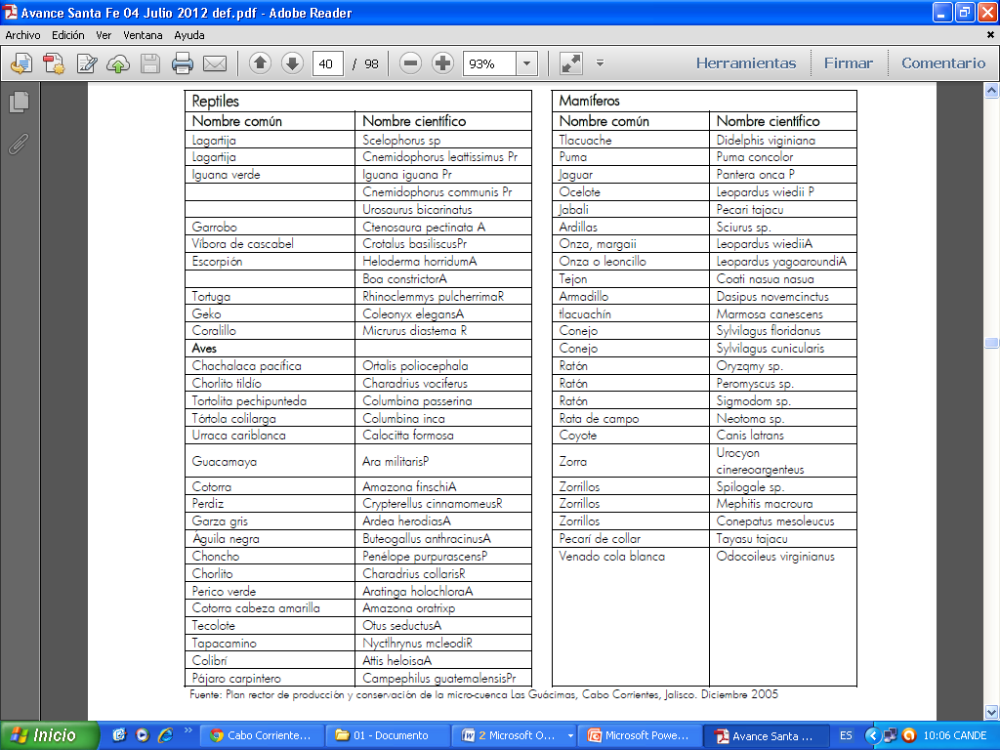 Avance Santa Fe 04 Julio 2012 def.pdf - Adobe Reader
Archivo Edición Ver Ventana Ayuda
40 / 98 93% Herramientas Firmar Comentario
Reptiles
Nombre común Nombre científico
Lagartija Scelophorus sp
Lagartija Cnemidophorus leattissimus Pr
Iguana verde Iguana iguana Pr
Cnemidophorus communis Pr
Urosaurus bicarinatus
Garrobo Ctenosaura pectinata A
Víbora de cascabel Crotalus basiliscusPr
Escorpión Heloderma horridumA
Boa constrictorA
Tortuga Rhinoclemmys pulcherrimaR
Geko Coleonyx elegansA
Coralillo Micrurus diastema R
Aves
Chachalaca pacífica Ortalis poliocephala
Chorlito tildío Charadrius vociferus
Tortolita pechipunteda Columbina passerina
Tórtola colilarga Columbina inca
Urraca cariblanca Calocitta formosa
Guacamaya Ara militarisP
Cotorra Amazona finschiA
Perdiz Crypterellus cinnamomeusR
Garza gris Ardea herodiasA
Águila negra Buteogallus anthracinusA
Choncho Penélope purpurascensP
Chorlito Charadrius collarisR
Perico verde Aratinga holochloraA
Cotorra cabeza amarilla Amazona oratrixp
Tecolote Otus seductusA
Tapacamino Nyctlhrynus mcleodiR
Colibrí Attis heloisaA
Pájaro carpintero Campephilus guatemalensisPr
Mamíferos
Nombre común Nombre científico
Tlacuache Didelphis viginiana
Puma Puma concolor
Jaguar Pantera onca P
Ocelote Leopardus wiedii P
Jabali Pecari tajacu
Ardillas Sciurus sp.
Onza, margaii Leopardus wiediiA
Onza o leoncillo Leopardus yagoaroundiA
Tejon Coati nasua nasua
Armadillo Dasipus novemcinctus
tlacuachín Marmosa canescens
Conejo Sylvilagus floridanus
Conejo Sylvilagus cunicularis
Ratón Oryzqmy sp.
Ratón Peromyscus sp.
Ratón Sigmodom sp.
Rata de campo Neotoma sp.
Coyote Canis latrans
Zorra Urocyon
cinereoargenteus
Zorrillos Spilogale sp.
Zorrillos Mephitis macroura
Zorrillos Conepatus mesoleucus
Pecarí de collar Tayasu tajacu
Venado cola blanca Odocoileus virginianus
Fuente: Plan rector de producción y conservación de la micro-cuenca Las Guácimas, Cabo Corrientes, Jalisco. Diciembre 2005
Inicio » Cabo Corriente... 01 - Documento 2 Microsoft O... Microsoft Powe... Avance Santa ... ES 10:06 CANDE